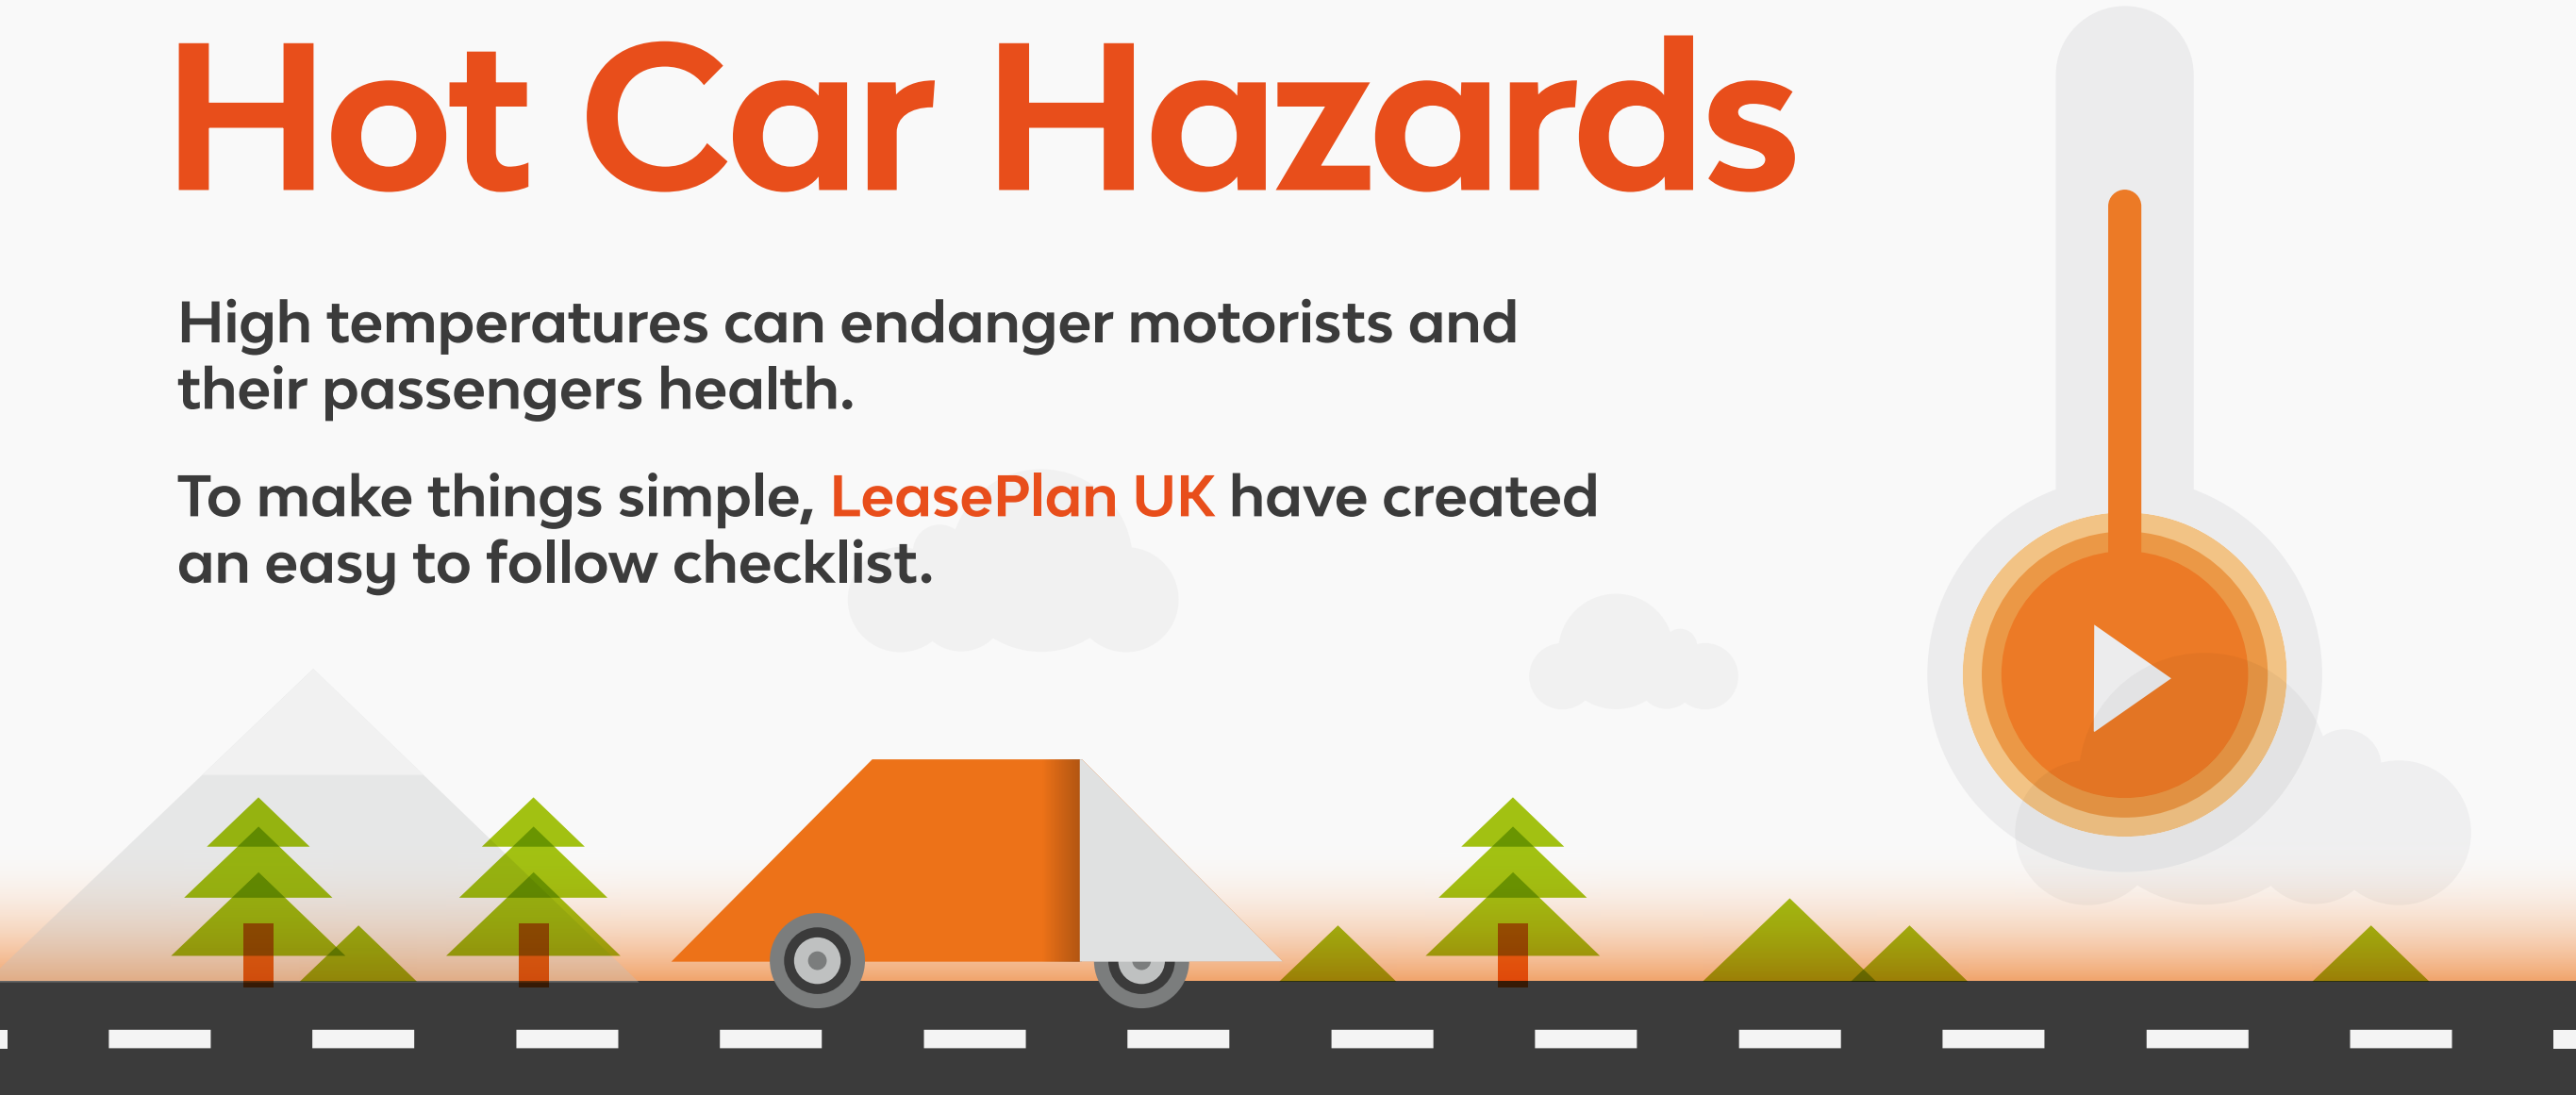 Hot Car Hazards
High temperatures can endanger motorists and
their passengers health.
To make things simple, LeasePlan UK have created
an easy to follow checklist.